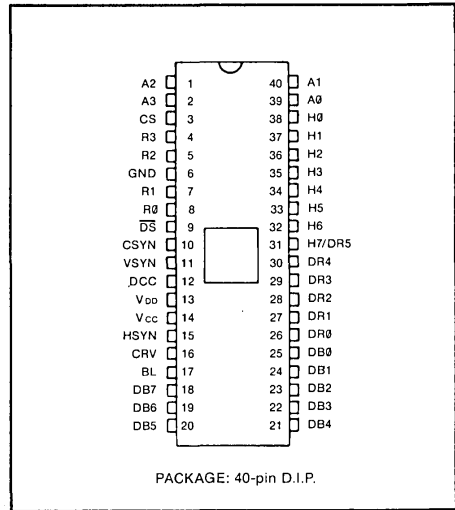 A2 1 40 A1
A3 2 39 A0
CS 3 38 H0
R3 4 37 H1
R2 5 36 H2
GND 6 35 H3
R1 7 34 H4
R0 8 33 H5
DS 9 32 H6
CSYN 10 31 H7/DR5
VSYN 11 30 DR4
DCC 12 29 DR3
VDD 13 28 DR2
VCC 14 27 DR1
HSYN 15 26 DR0
CRV 16 25 DB0
BL 17 24 DB1
DB7 18 23 DB2
DB6 19 22 DB3
DB5 20 21 DB4
PACKAGE: 40-pin D.I.P.